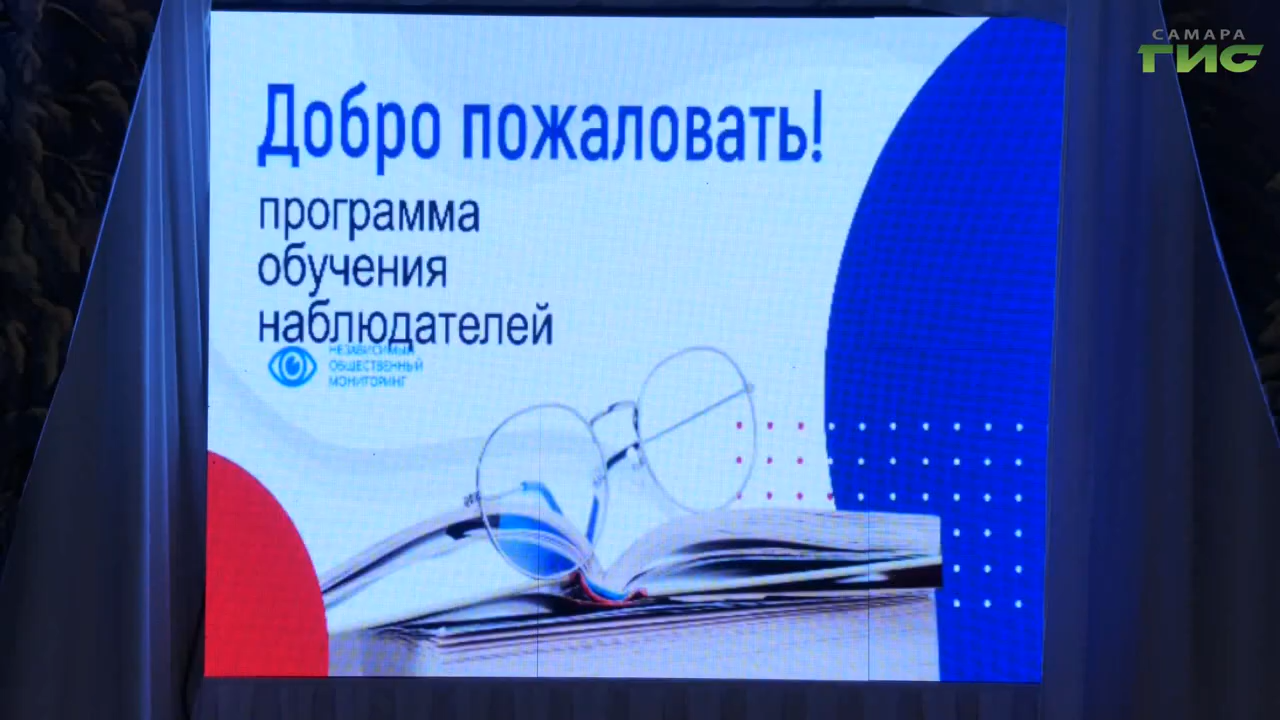 САМАРА
ГИС
Добро пожаловать!
программа
обучения
наблюдателей
НЕЗАВИСИМЫЙ
ОБЩЕСТВЕННЫЙ
МОНИТОРИНГ